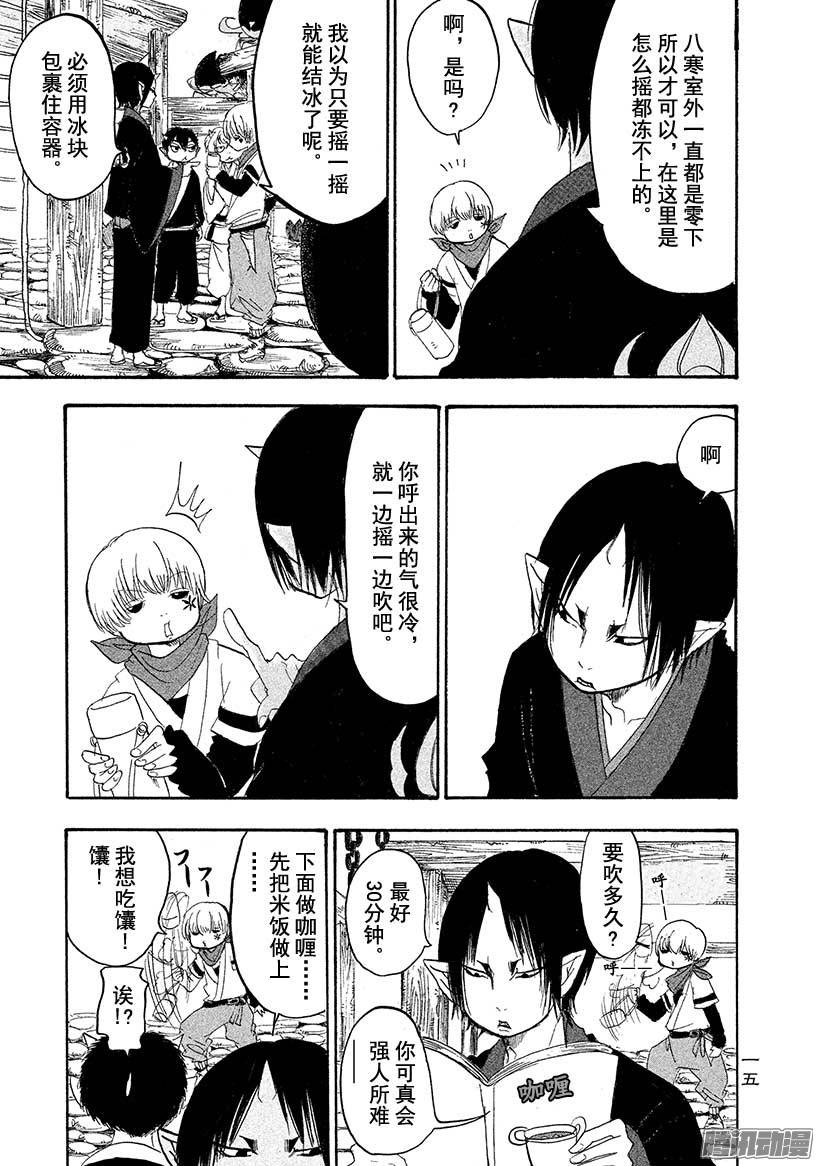 八寒室外一直都是零下
所以才可以，在这里是
怎么摇都冻不上的。
啊，是吗？
我以为只要摇一摇
就能结冰了呢。
必须用冰块
包裹住容器。
啊
你呼出来的气很冷，
就一边摇一边吹吧。
要吹多久？
呼——
呼——
最好
30分钟。
你可真会
强人所难
——
咖喱
下面做咖喱……
先把米饭做上
……
フー
我想吃馕！
馕！
诶!？
一五
腾讯动漫